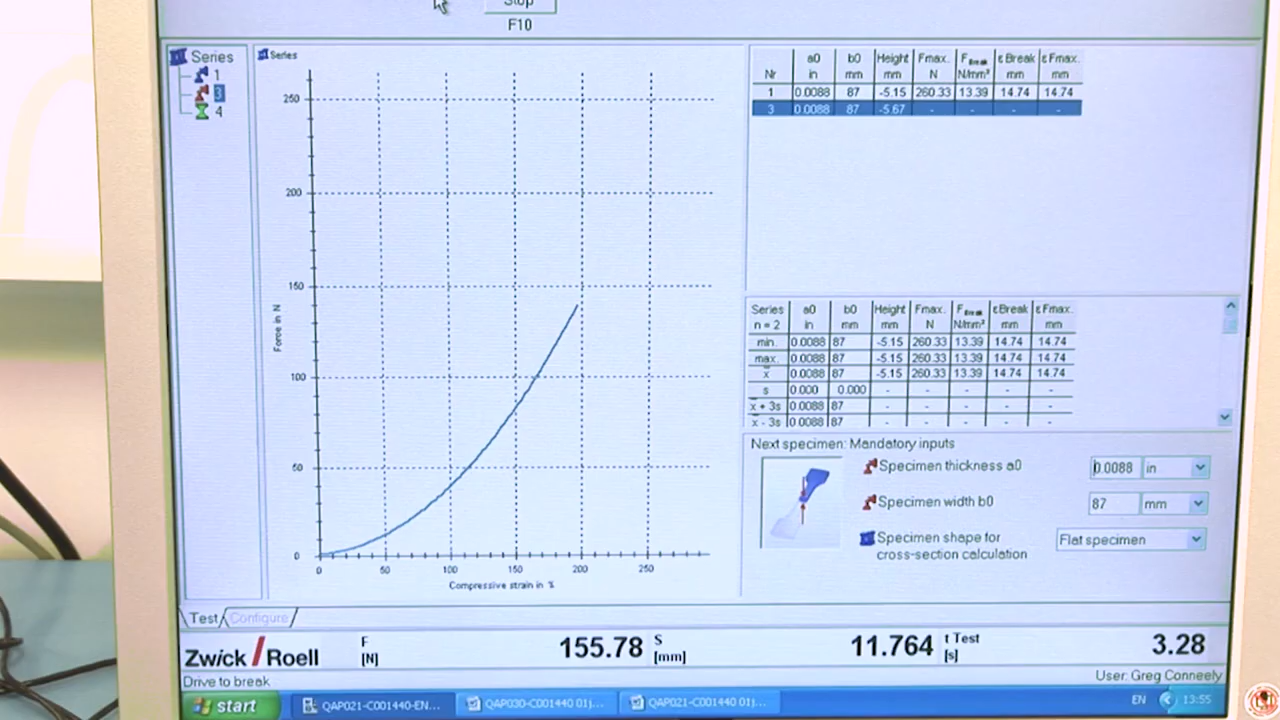 Stop
F10
Series
1
3
4
Series
250
200
150
100
50
0
Force in N
0 50 100 150 200 250
Compressive strain in %
Nr a0 in b0 mm Height mm Fmax. N F Break N/mm² ε Break mm ε Fmax. mm
1 0.0088 87 -5.15 260.33 13.39 14.74 14.74
3 0.0088 87 -5.67 - - - -
Series n = 2 a0 in b0 mm Height mm Fmax. N F Break N/mm² ε Break mm ε Fmax. mm
min. 0.0088 87 -5.15 260.33 13.39 14.74 14.74
max. 0.0088 87 -5.15 260.33 13.39 14.74 14.74
x̄ 0.0088 87 -5.15 260.33 13.39 14.74 14.74
s 0.000 0.000 - - - - -
x̄ + 3s 0.0088 87 - - - - -
x̄ - 3s 0.0088 87 - - - - -
Next specimen: Mandatory inputs
Specimen thickness a0 0.0088 in
Specimen width b0 87 mm
Specimen shape for
cross-section calculation
Flat specimen
Test Configure
Zwick / Roell F [N] 155.78 S [mm] 11.764 t Test [s] 3.28
Drive to break
User: Greg Conneely
start QAP021-C001440-EN... QAP030-C001440 01j... QAP021-C001440 01j... EN 13:55